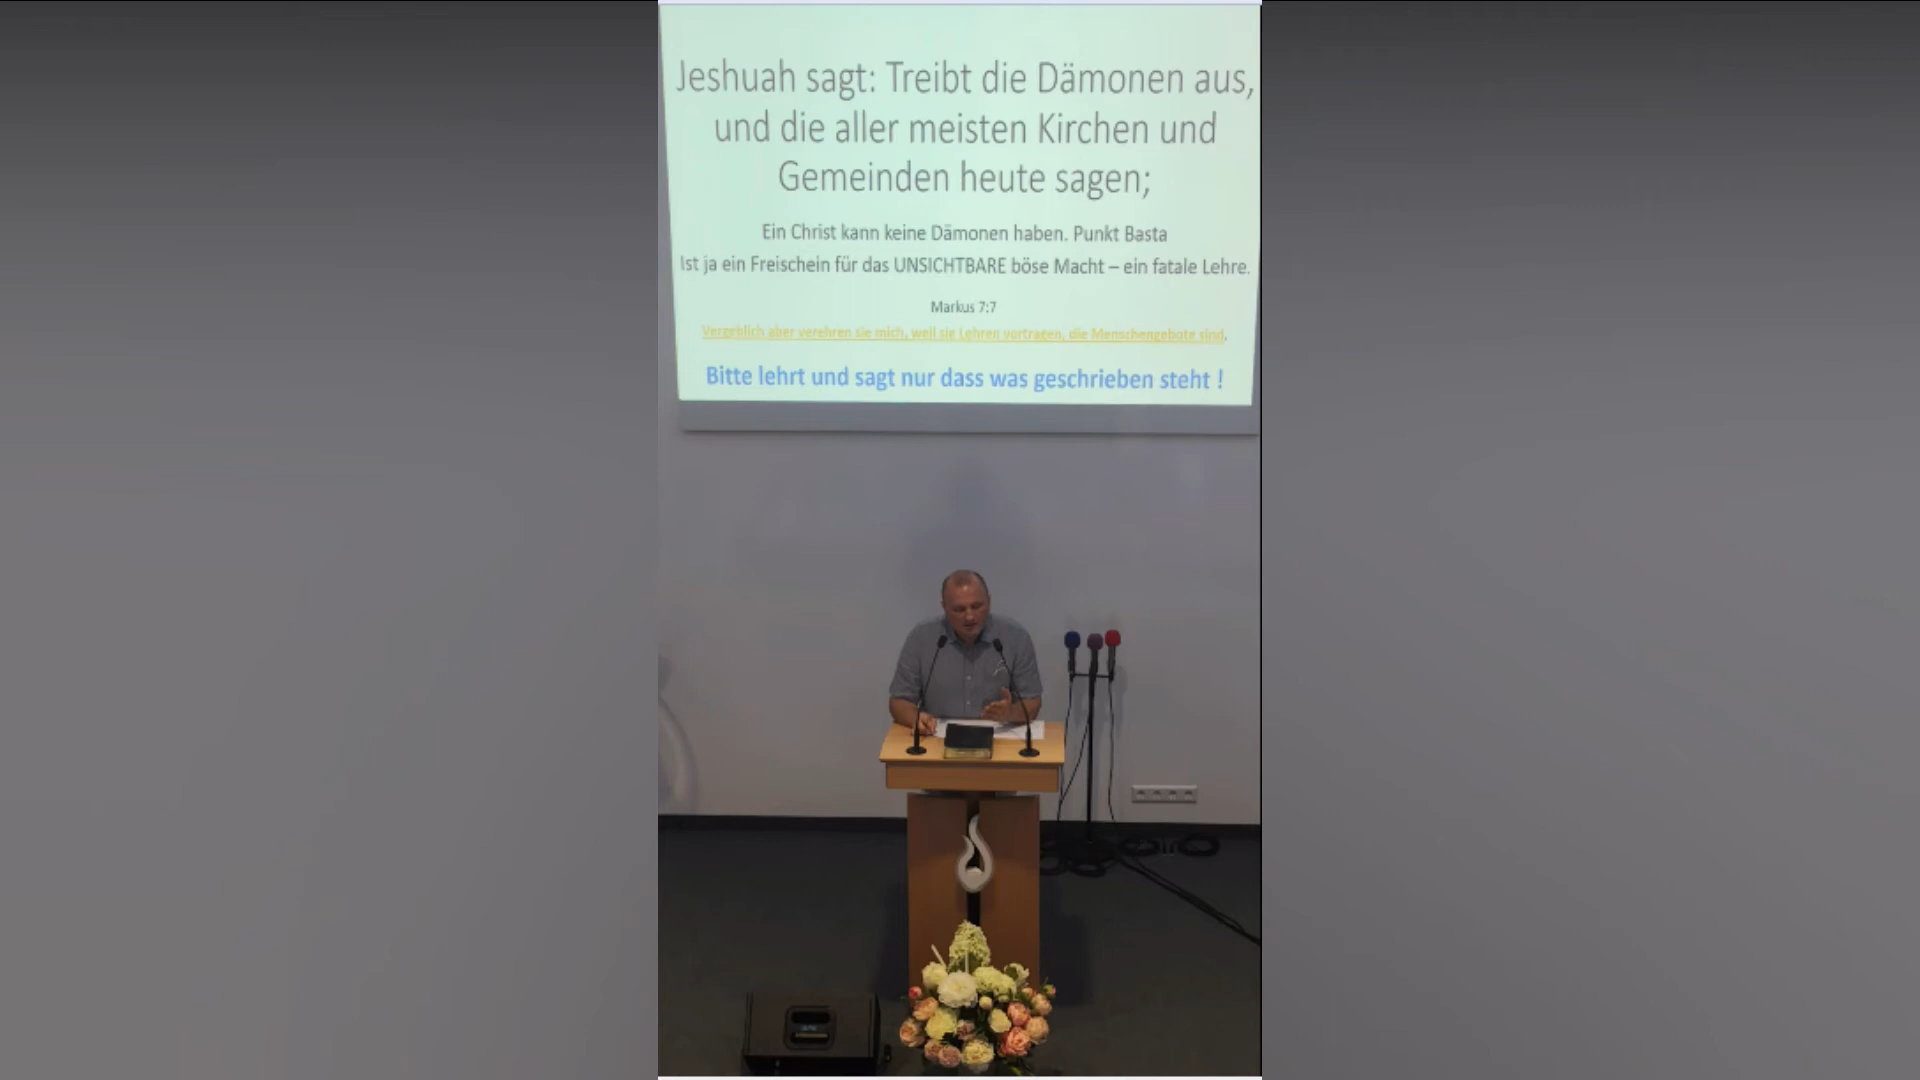 Jeshuah sagt: Treibt die Dämonen aus,
und die aller meisten Kirchen und
Gemeinden heute sagen;
Ein Christ kann keine Dämonen haben. Punkt Basta
Ist ja ein Freischein für das UNSICHTBARE böse Macht – ein fatale Lehre.
Markus 7:7
Vergeblich aber verehren sie mich, weil sie Lehren vortragen, die Menschengebote sind.
Bitte lehrt und sagt nur dass was geschrieben steht !